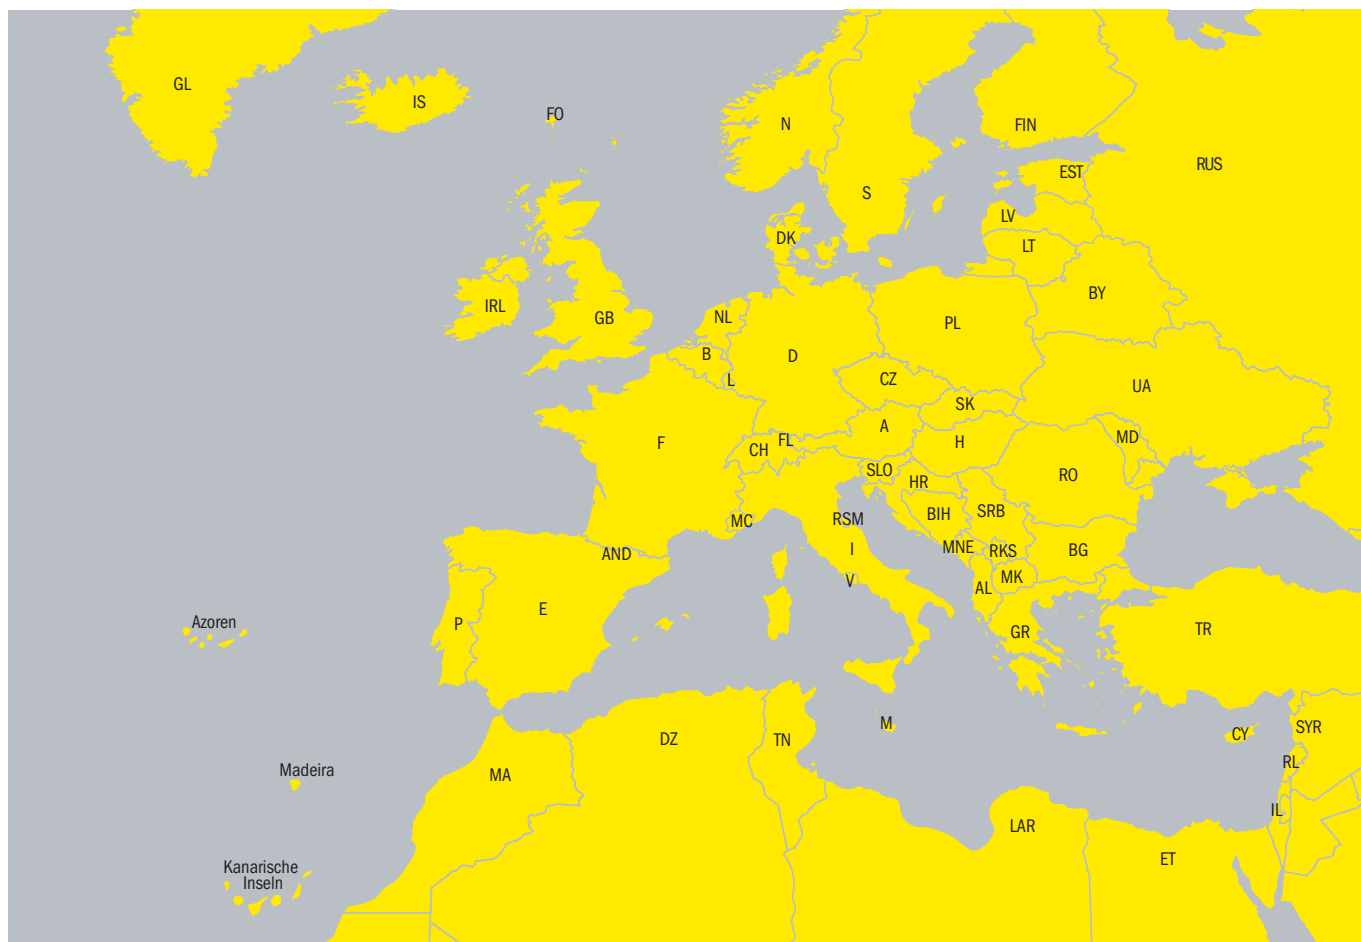 GL
IS
FO
N
FIN
RUS
EST
S
LV
DK
LT
BY
IRL
GB
NL
PL
B
D
L
CZ
UA
SK
A
MD
F
FL
H
CH
SLO
HR
RO
MC
RSM
BIH
SRB
AND
I
MNE
RKS
BG
V
AL
MK
P
E
GR
TR
Azoren
M
CY
SYR
DZ
TN
RL
Madeira
MA
IL
LAR
ET
Kanarische
Inseln